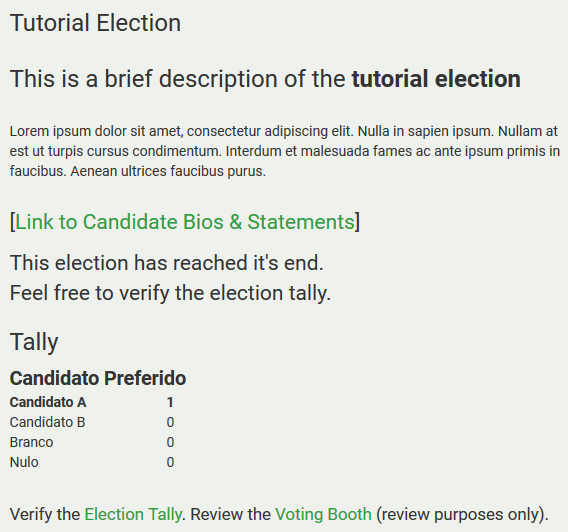 Tutorial Election
This is a brief description of the tutorial election
Lorem ipsum dolor sit amet, consectetur adipiscing elit. Nulla in sapien ipsum. Nullam at
est ut turpis cursus condimentum. Interdum et malesuada fames ac ante ipsum primis in
faucibus. Aenean ultrices faucibus purus.
[Link to Candidate Bios & Statements]
This election has reached it's end.
Feel free to verify the election tally.
Tally
Candidato Preferido
Candidato A 1
Candidato B 0
Branco 0
Nulo 0
Verify the Election Tally. Review the Voting Booth (review purposes only).